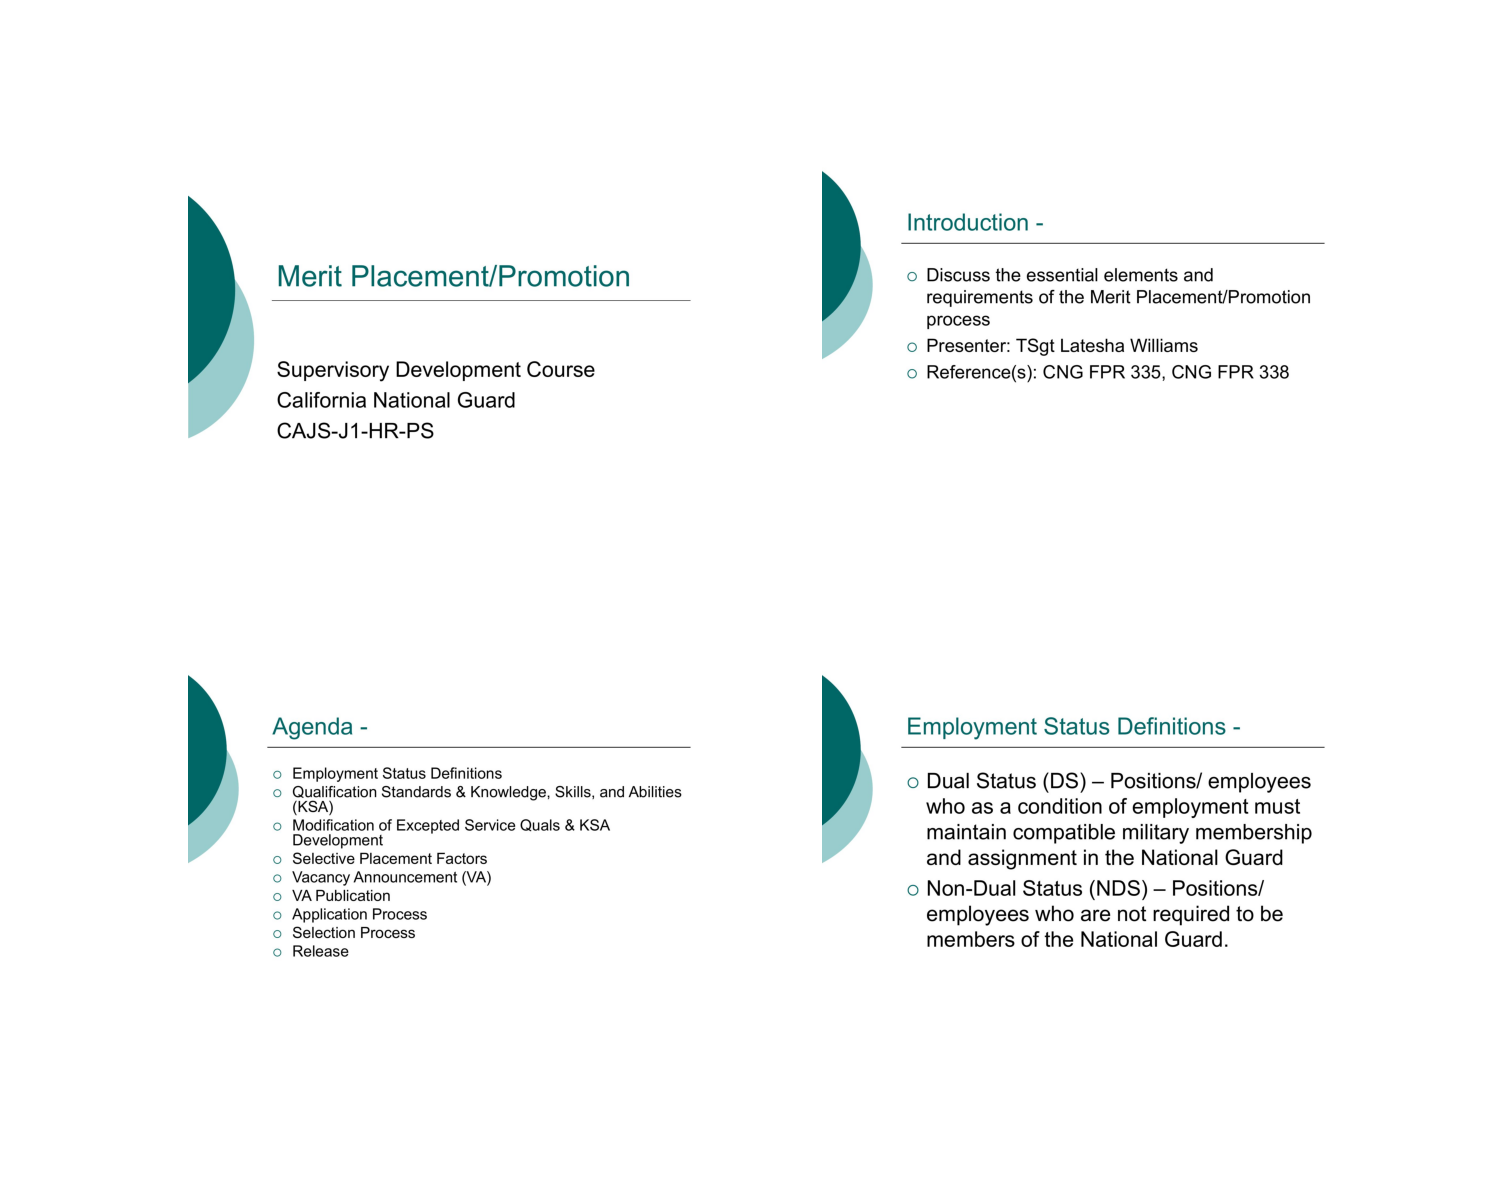 Merit Placement/Promotion
Supervisory Development Course
California National Guard
CAJS-J1-HR-PS
Introduction -
Discuss the essential elements and
requirements of the Merit Placement/Promotion
process
Presenter: TSgt Latesha Williams
Reference(s): CNG FPR 335, CNG FPR 338
Agenda -
Employment Status Definitions
Qualification Standards & Knowledge, Skills, and Abilities
(KSA)
Modification of Excepted Service Quals & KSA
Development
Selective Placement Factors
Vacancy Announcement (VA)
VA Publication
Application Process
Selection Process
Release
Employment Status Definitions -
Dual Status (DS) – Positions/ employees
who as a condition of employment must
maintain compatible military membership
and assignment in the National Guard
Non-Dual Status (NDS) – Positions/
employees who are not required to be
members of the National Guard.